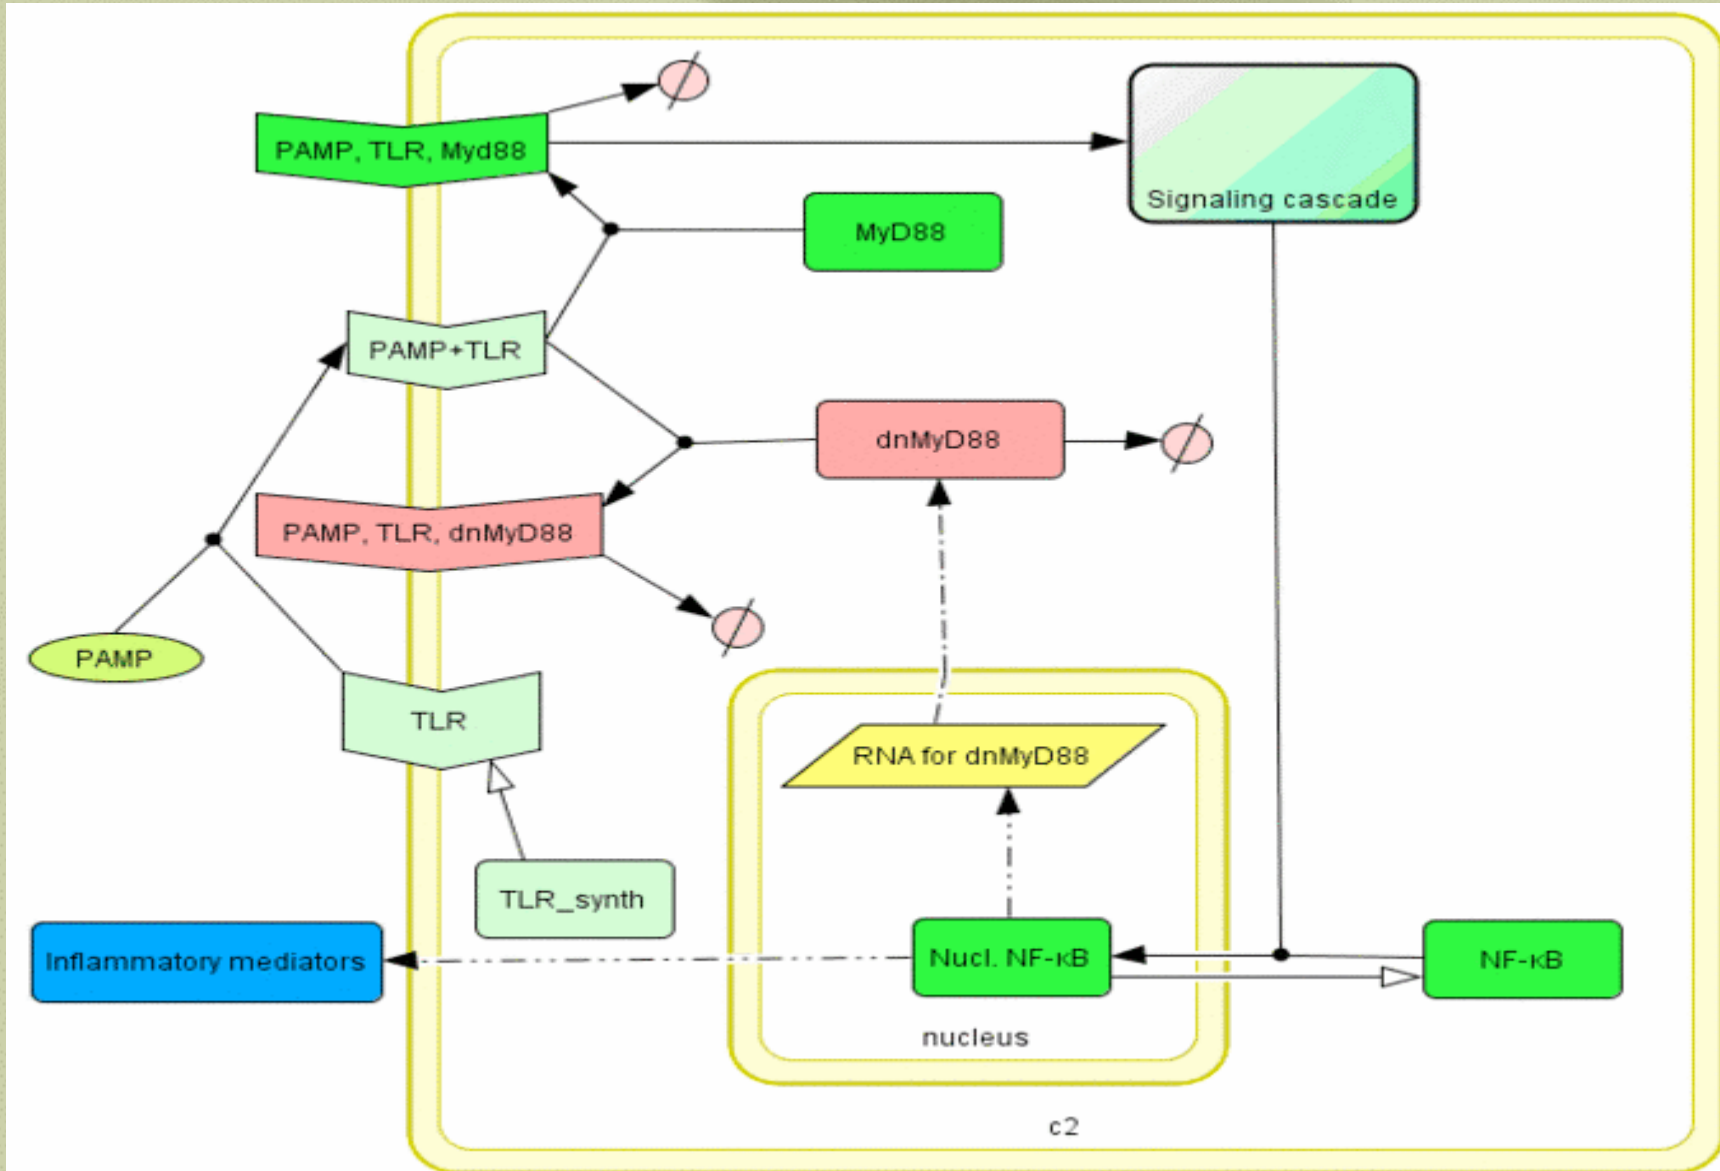 PAMP, TLR, Myd88
Signaling cascade
MyD88
PAMP+TLR
dnMyD88
PAMP, TLR, dnMyD88
PAMP
TLR
RNA for dnMyD88
TLR_synth
Inflammatory mediators
Nucl. NF-κB
NF-κB
nucleus
c2